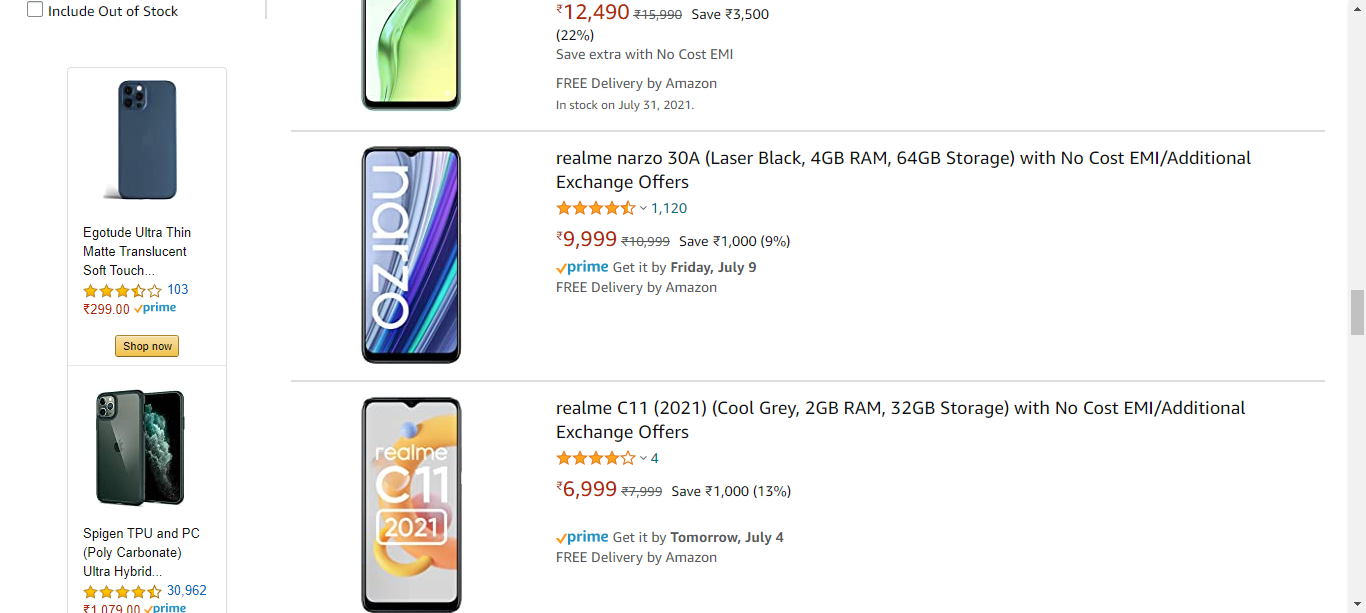 Include Out of Stock
Egotude Ultra Thin
Matte Translucent
Soft Touch...
103
₹299.00 prime
Shop now
Spigen TPU and PC
(Poly Carbonate)
Ultra Hybrid...
30,962
₹1,079.00 prime
₹12,490 ₹15,990 Save ₹3,500
(22%)
Save extra with No Cost EMI
FREE Delivery by Amazon
In stock on July 31, 2021.
narzo
realme narzo 30A (Laser Black, 4GB RAM, 64GB Storage) with No Cost EMI/Additional
Exchange Offers
1,120
₹9,999 ₹10,999 Save ₹1,000 (9%)
prime Get it by Friday, July 9
FREE Delivery by Amazon
realme
C11
2021
realme C11 (2021) (Cool Grey, 2GB RAM, 32GB Storage) with No Cost EMI/Additional
Exchange Offers
4
₹6,999 ₹7,999 Save ₹1,000 (13%)
prime Get it by Tomorrow, July 4
FREE Delivery by Amazon